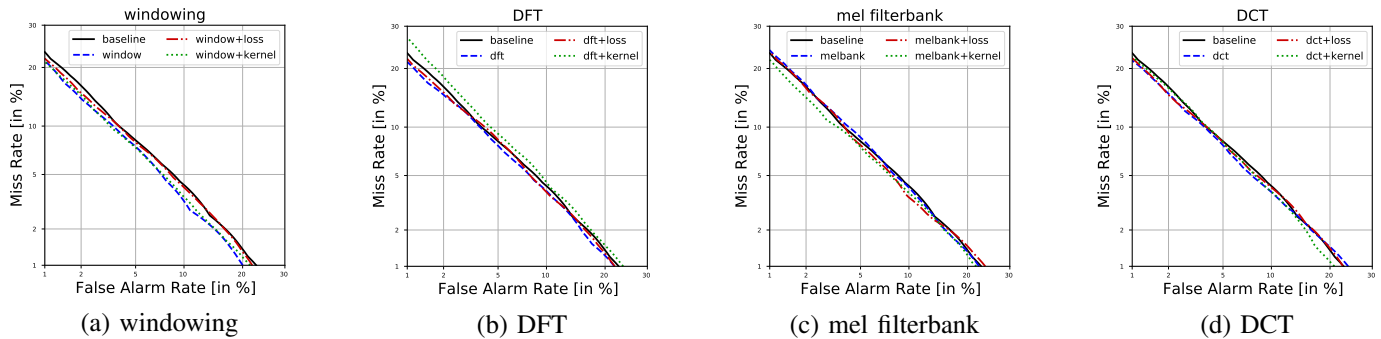 windowing
30
20
10
5
2
1
1
2
5
10
20
30
Miss Rate [in %]
False Alarm Rate [in %]
baseline
window
window+loss
window+kernel
(a) windowing
DFT
30
20
10
5
2
1
1
2
5
10
20
30
Miss Rate [in %]
False Alarm Rate [in %]
baseline
dft
dft+loss
dft+kernel
(b) DFT
mel filterbank
30
20
10
5
2
1
1
2
5
10
20
30
Miss Rate [in %]
False Alarm Rate [in %]
baseline
melbank
melbank+loss
melbank+kernel
(c) mel filterbank
DCT
30
20
10
5
2
1
1
2
5
10
20
30
Miss Rate [in %]
False Alarm Rate [in %]
baseline
dct
dct+loss
dct+kernel
(d) DCT